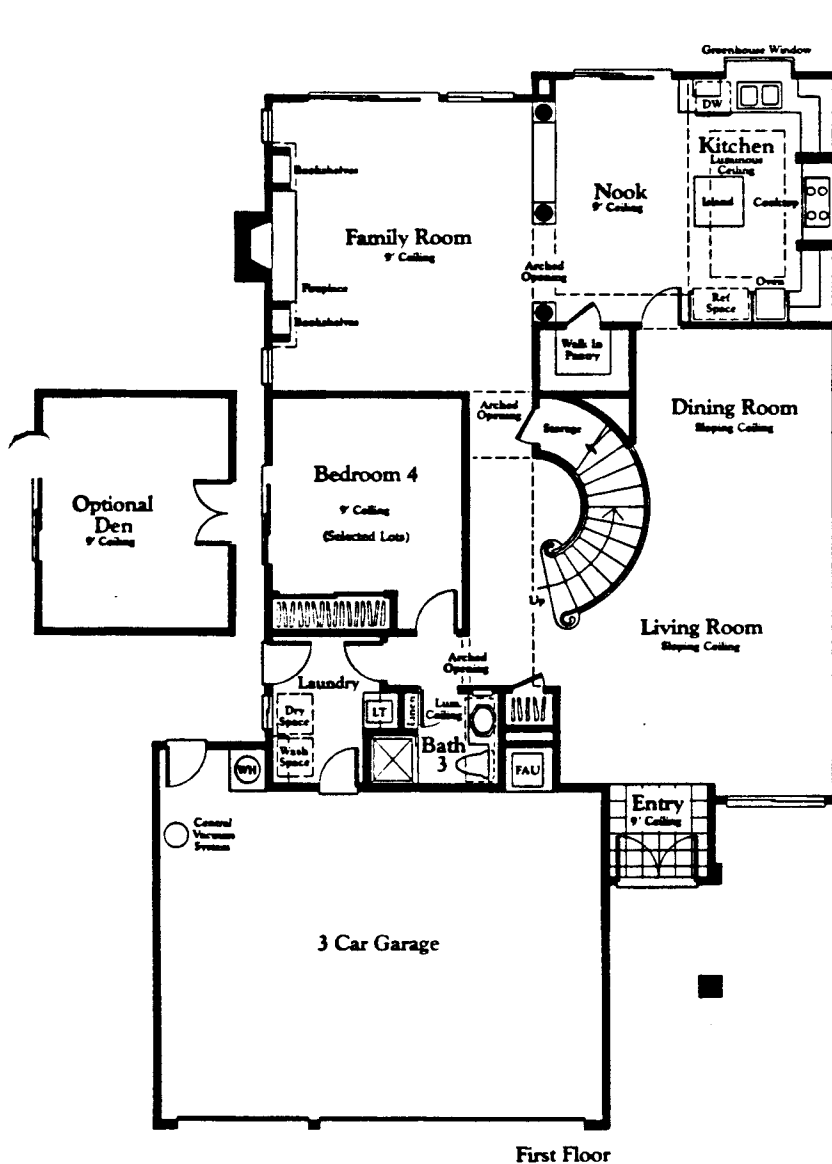 Greenhouse Window
DW
Kitchen
Luminous
Ceiling
Bookshelves
Nook
9' Ceiling
Island
Cooktop
Family Room
9' Ceiling
Arched
Opening
Oven
Fireplace
Ref
Space
Bookshelves
Walk In
Pantry
Arched
Opening
Dining Room
Sloping Ceiling
Storage
Bedroom 4
9' Ceiling
(Selected Lots)
Optional
Den
9' Ceiling
Up
Living Room
Sloping Ceiling
Arched
Opening
Laundry
Dry
Space
LT
Linen
Lum.
Ceiling
Wash
Space
Bath
3
WH
FAU
Entry
9' Ceiling
Central
Vacuum
System
3 Car Garage
First Floor